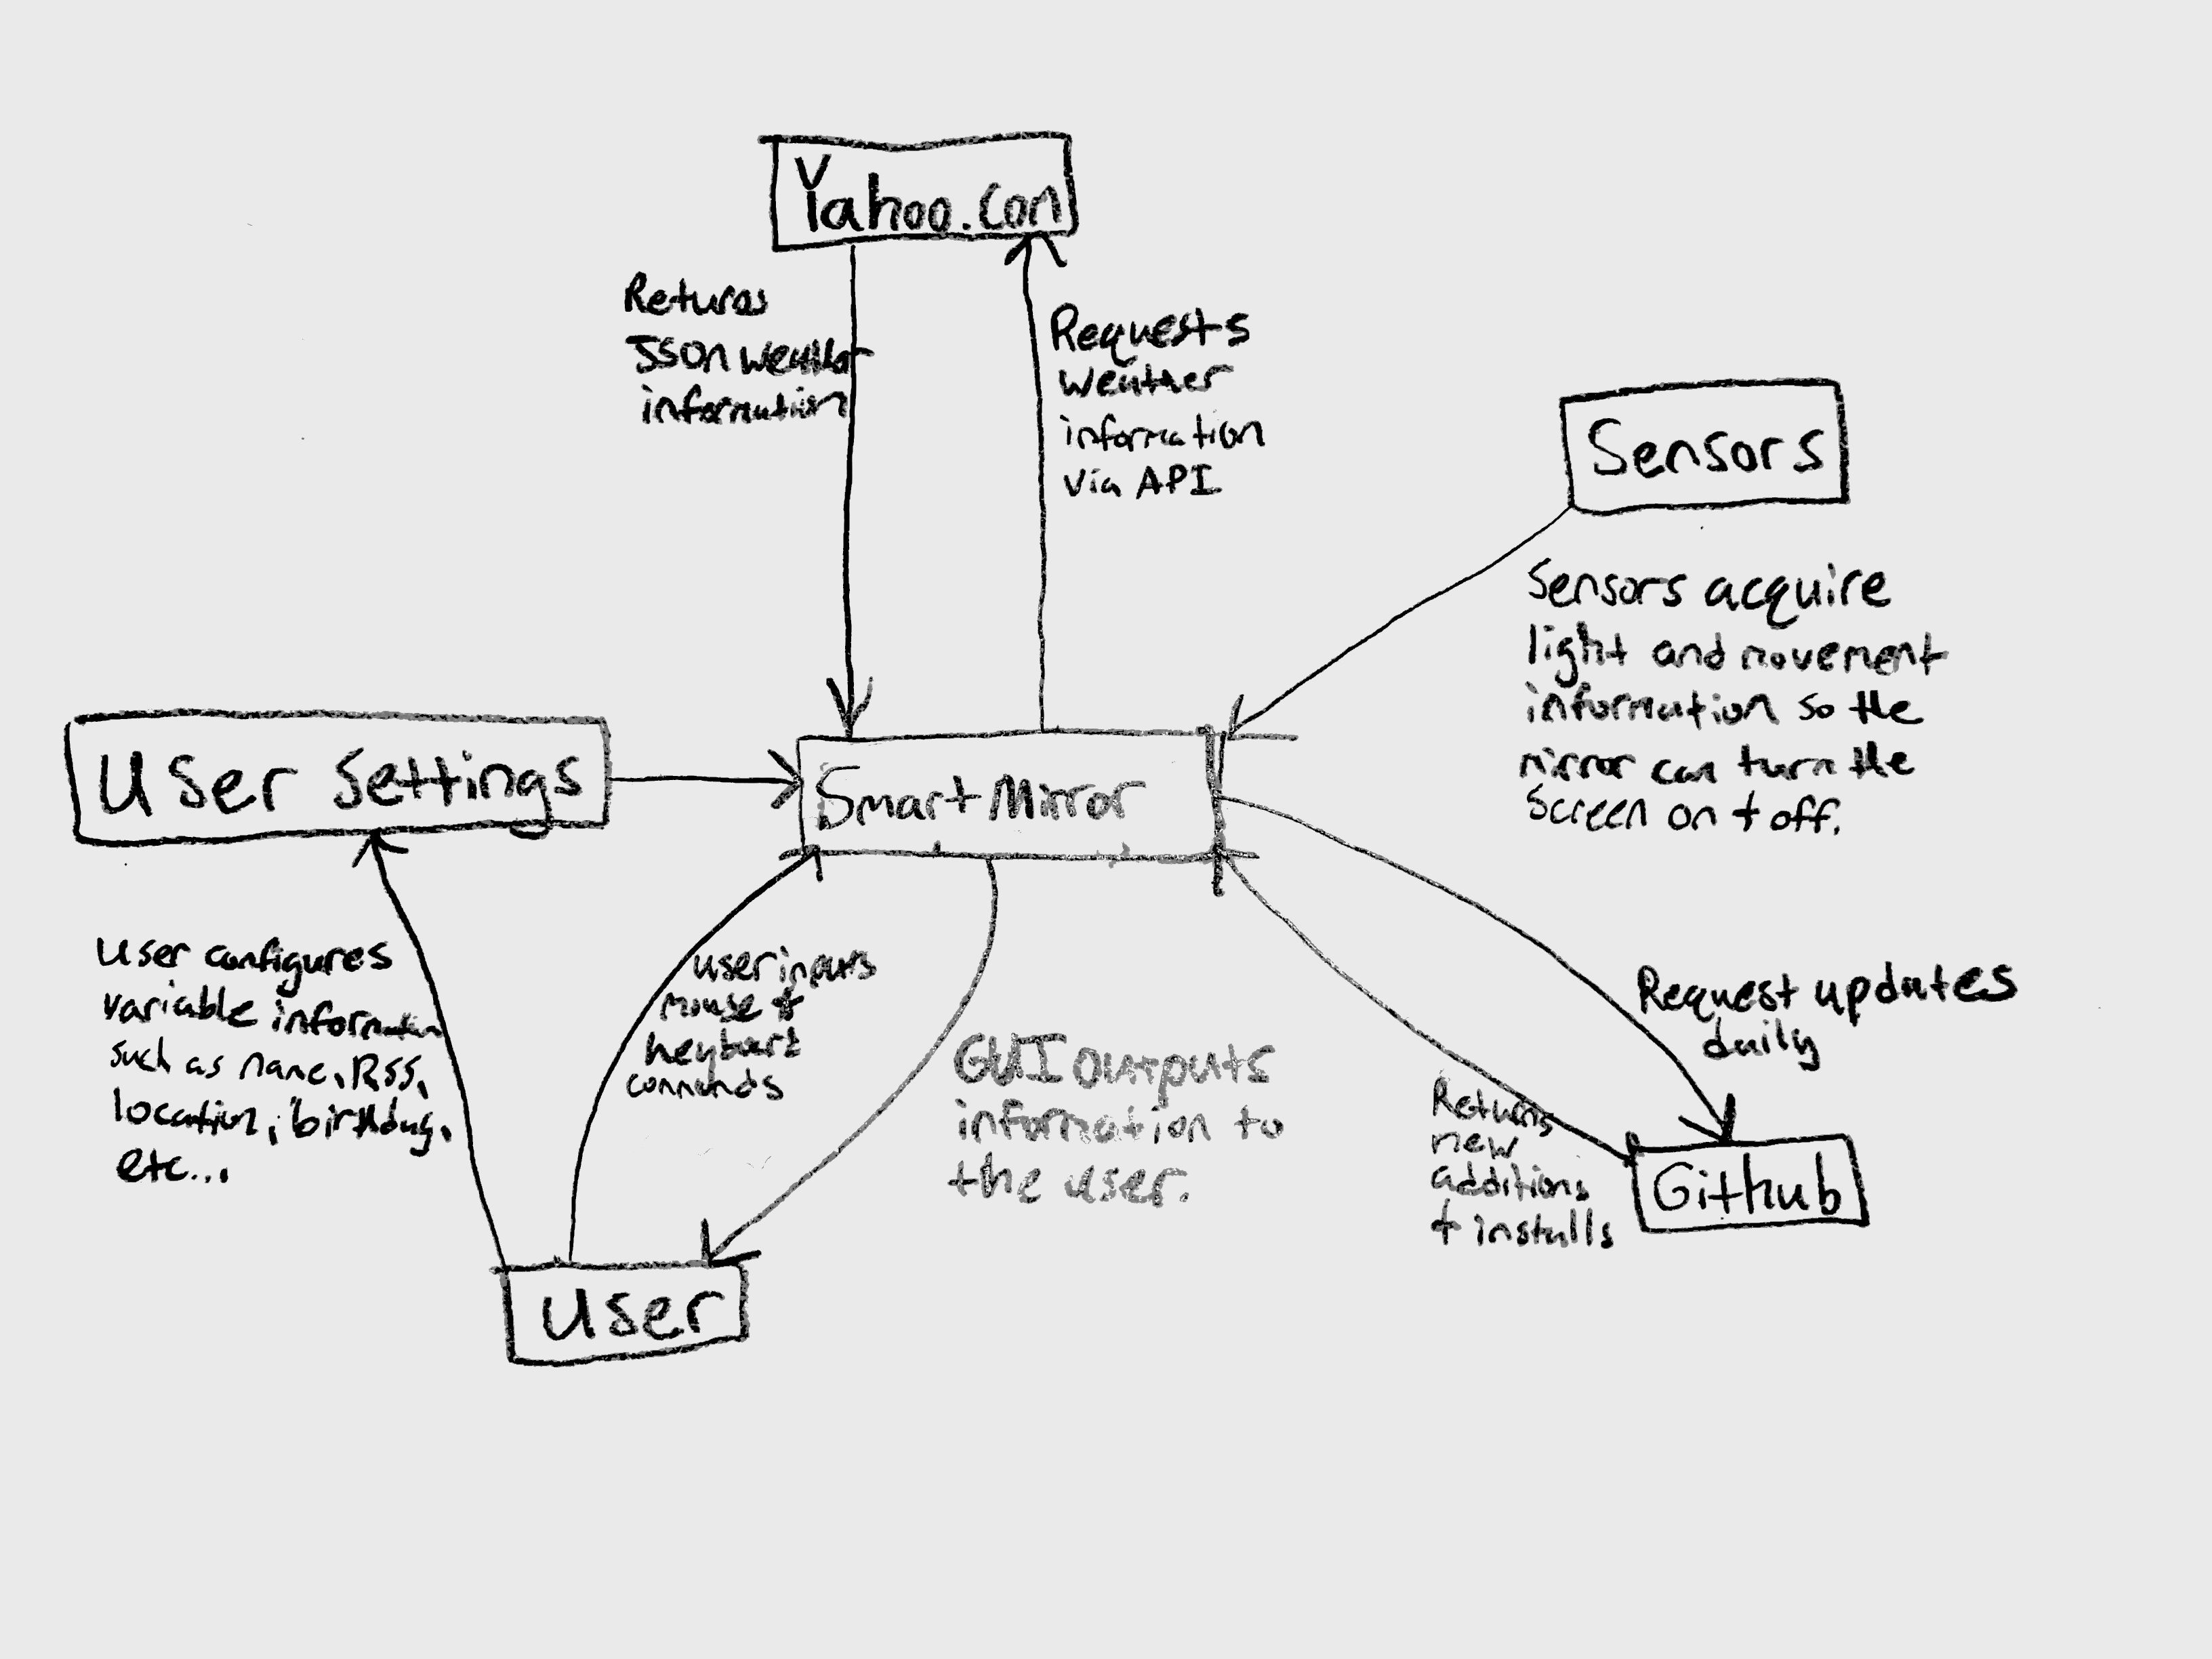 Yahoo.com
Returns
JSON weather
information
Requests
weather
information
via API
Sensors
Sensors acquire
light and movement
information so the
mirror can turn the
screen on + off.
User Settings
Smart Mirror
User configures
variable information
such as name, RSS,
location, birthday,
etc...
user inputs
mouse +
keyboard
commands
GUI outputs
information to
the user.
Request updates
daily
Returns
new
additions
+ installs
Github
User